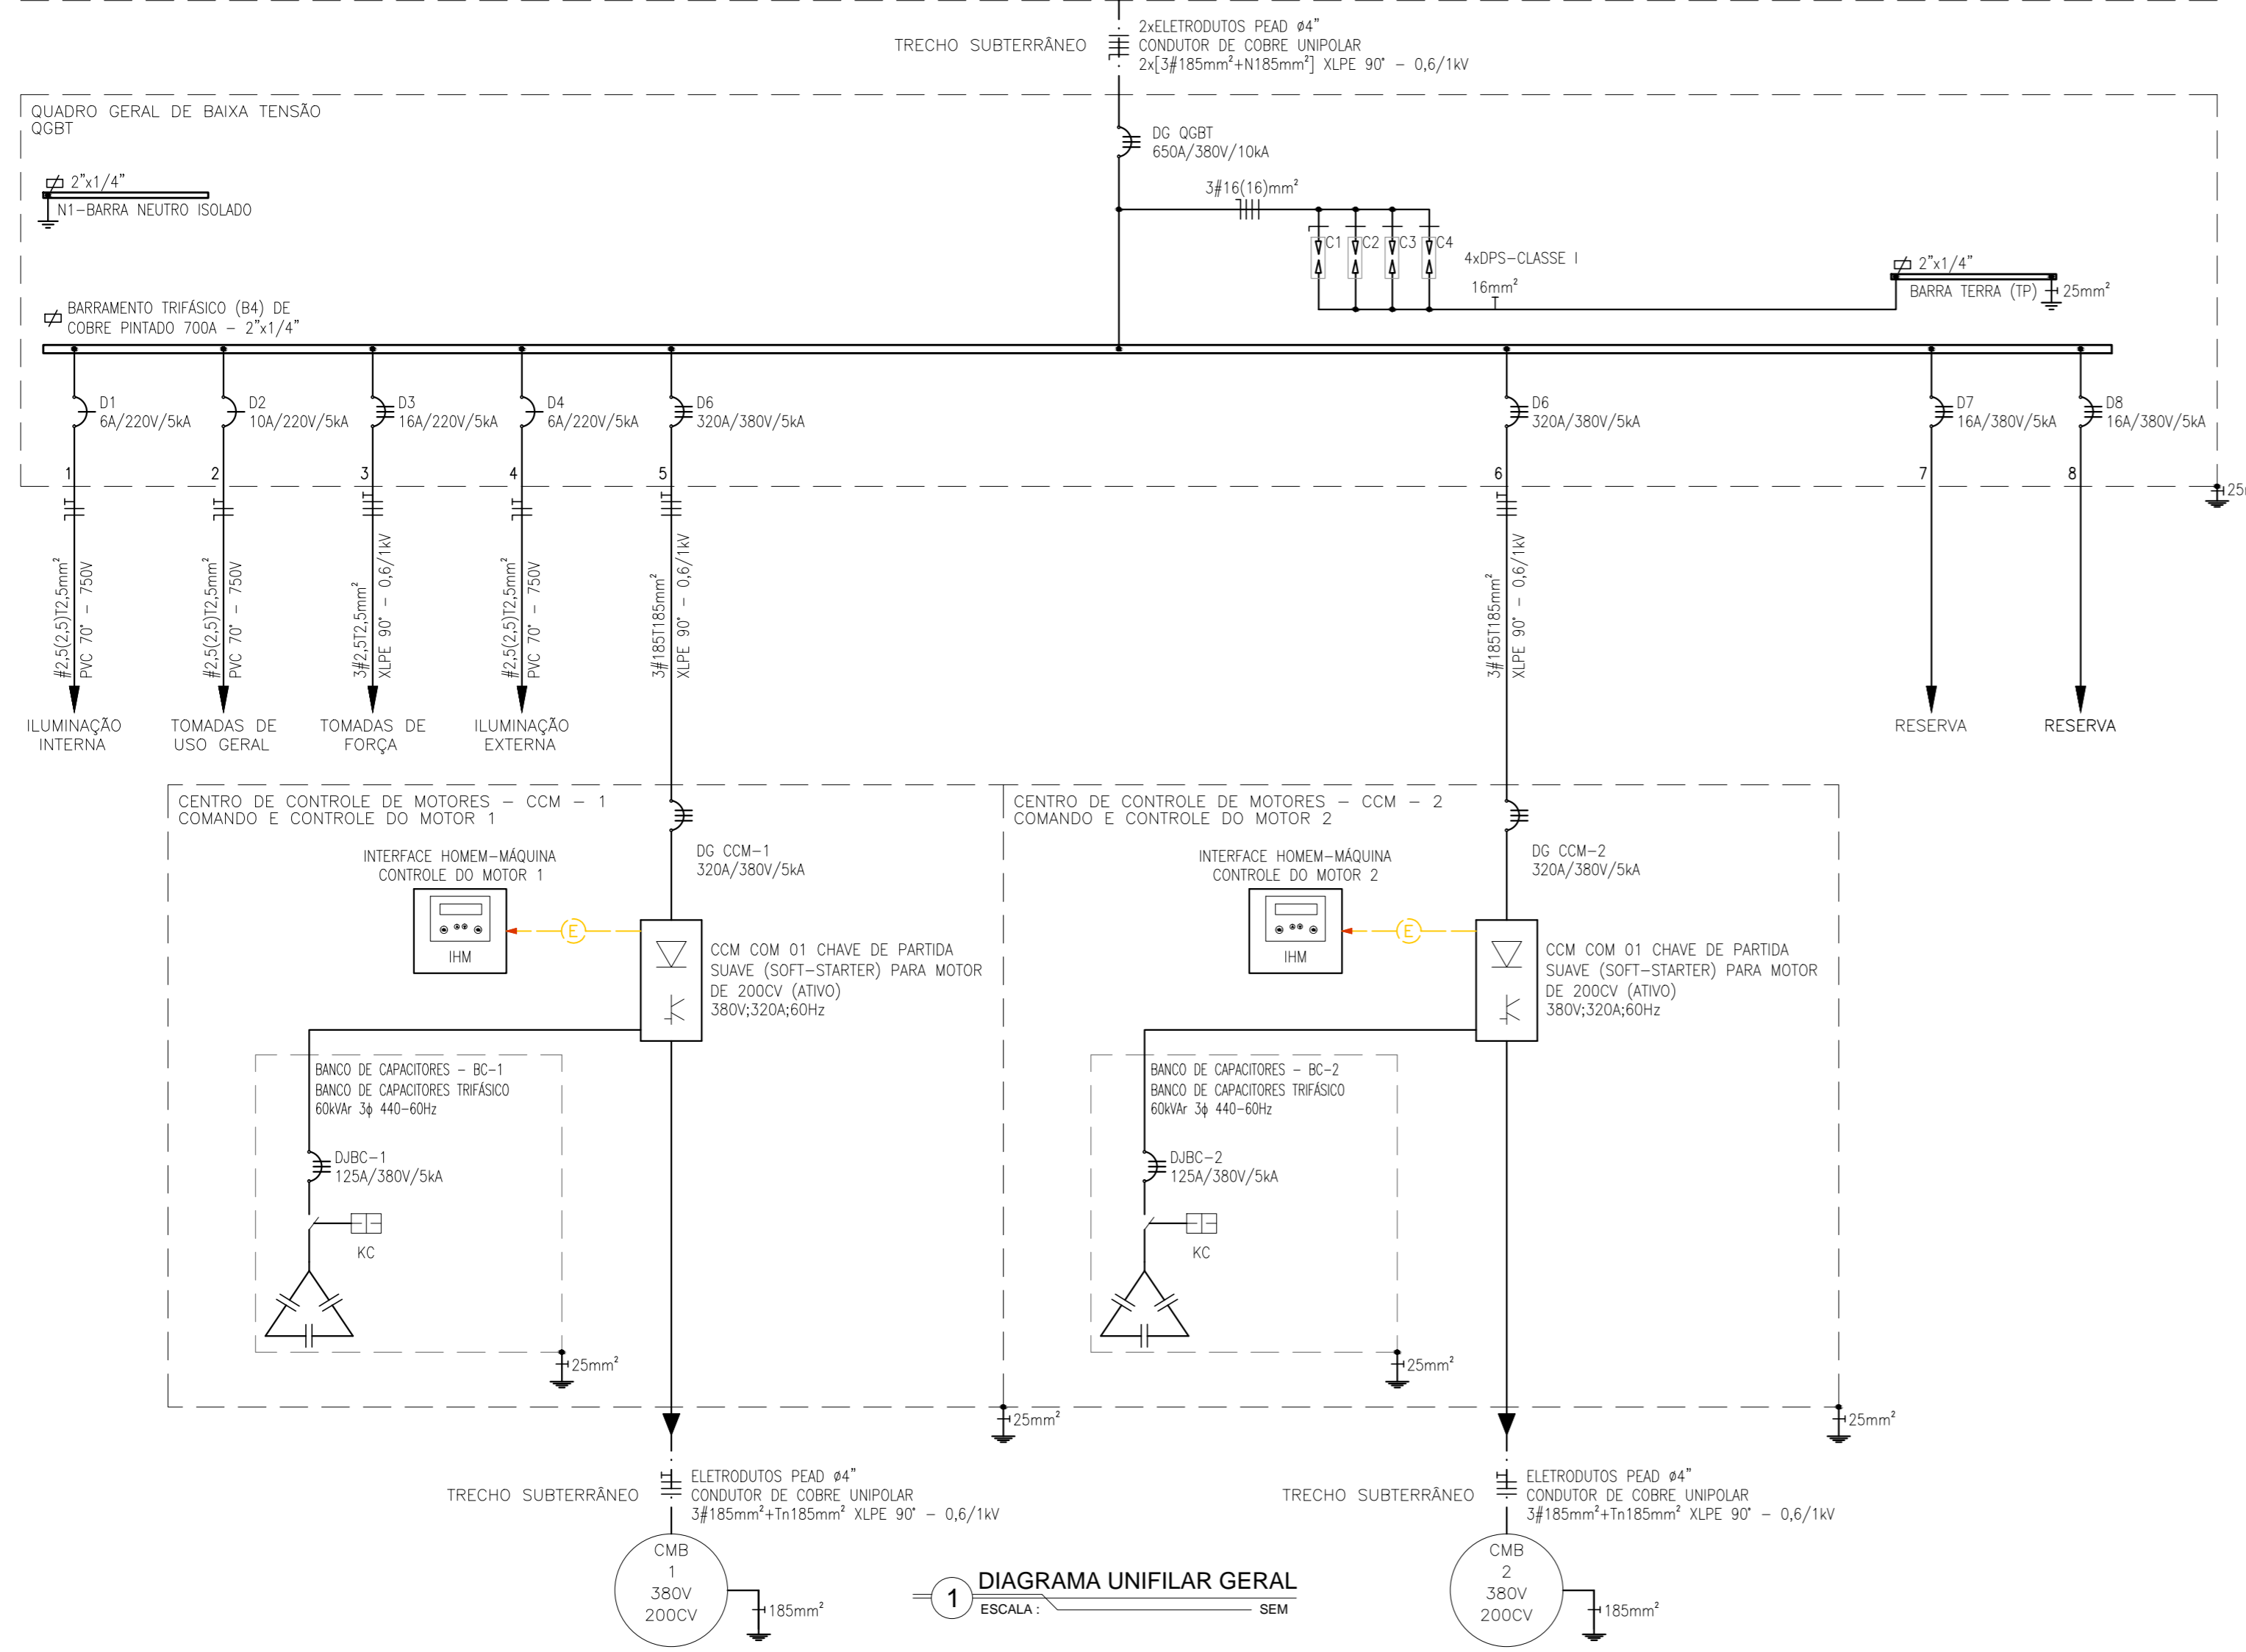 TRECHO SUBTERRÂNEO
2xELETRODUTOS PEAD ø4"
CONDUTOR DE COBRE UNIPOLAR
2x[3#185mm²+N185mm²] XLPE 90° - 0,6/1kV
QUADRO GERAL DE BAIXA TENSÃO
QGBT
DG QGBT
650A/380V/10kA
2"x1/4"
N1-BARRA NEUTRO ISOLADO
3#16(16)mm²
C1
C2
C3
C4
4xDPS-CLASSE I
16mm²
2"x1/4"
BARRA TERRA (TP)
25mm²
BARRAMENTO TRIFÁSICO (B4) DE
COBRE PINTADO 700A - 2"x1/4"
D1
6A/220V/5kA
D2
10A/220V/5kA
D3
16A/220V/5kA
D4
6A/220V/5kA
D6
320A/380V/5kA
D6
320A/380V/5kA
D7
16A/380V/5kA
D8
16A/380V/5kA
1
2
3
4
5
6
7
8
#2,5(2,5)T2,5mm²
PVC 70° - 750V
#2,5(2,5)T2,5mm²
PVC 70° - 750V
3#2,5T2,5mm²
XLPE 90° - 0,6/1kV
#2,5(2,5)T2,5mm²
PVC 70° - 750V
3#185T185mm²
XLPE 90° - 0,6/1kV
3#185T185mm²
XLPE 90° - 0,6/1kV
ILUMINAÇÃO
INTERNA
TOMADAS DE
USO GERAL
TOMADAS DE
FORÇA
ILUMINAÇÃO
EXTERNA
RESERVA
RESERVA
CENTRO DE CONTROLE DE MOTORES - CCM - 1
COMANDO E CONTROLE DO MOTOR 1
DG CCM-1
320A/380V/5kA
INTERFACE HOMEM-MÁQUINA
CONTROLE DO MOTOR 1
IHM
E
CCM COM 01 CHAVE DE PARTIDA
SUAVE (SOFT-STARTER) PARA MOTOR
DE 200CV (ATIVO)
380V;320A;60Hz
BANCO DE CAPACITORES - BC-1
BANCO DE CAPACITORES TRIFÁSICO
60kVAr 3ɸ 440-60Hz
DJBC-1
125A/380V/5kA
KC
25mm²
25mm²
CENTRO DE CONTROLE DE MOTORES - CCM - 2
COMANDO E CONTROLE DO MOTOR 2
DG CCM-2
320A/380V/5kA
INTERFACE HOMEM-MÁQUINA
CONTROLE DO MOTOR 2
IHM
E
CCM COM 01 CHAVE DE PARTIDA
SUAVE (SOFT-STARTER) PARA MOTOR
DE 200CV (ATIVO)
380V;320A;60Hz
BANCO DE CAPACITORES - BC-2
BANCO DE CAPACITORES TRIFÁSICO
60kVAr 3ɸ 440-60Hz
DJBC-2
125A/380V/5kA
KC
25mm²
25mm²
TRECHO SUBTERRÂNEO
ELETRODUTOS PEAD ø4"
CONDUTOR DE COBRE UNIPOLAR
3#185mm²+Tn185mm² XLPE 90° - 0,6/1kV
CMB
1
380V
200CV
185mm²
TRECHO SUBTERRÂNEO
ELETRODUTOS PEAD ø4"
CONDUTOR DE COBRE UNIPOLAR
3#185mm²+Tn185mm² XLPE 90° - 0,6/1kV
CMB
2
380V
200CV
185mm²
1
DIAGRAMA UNIFILAR GERAL
ESCALA : SEM